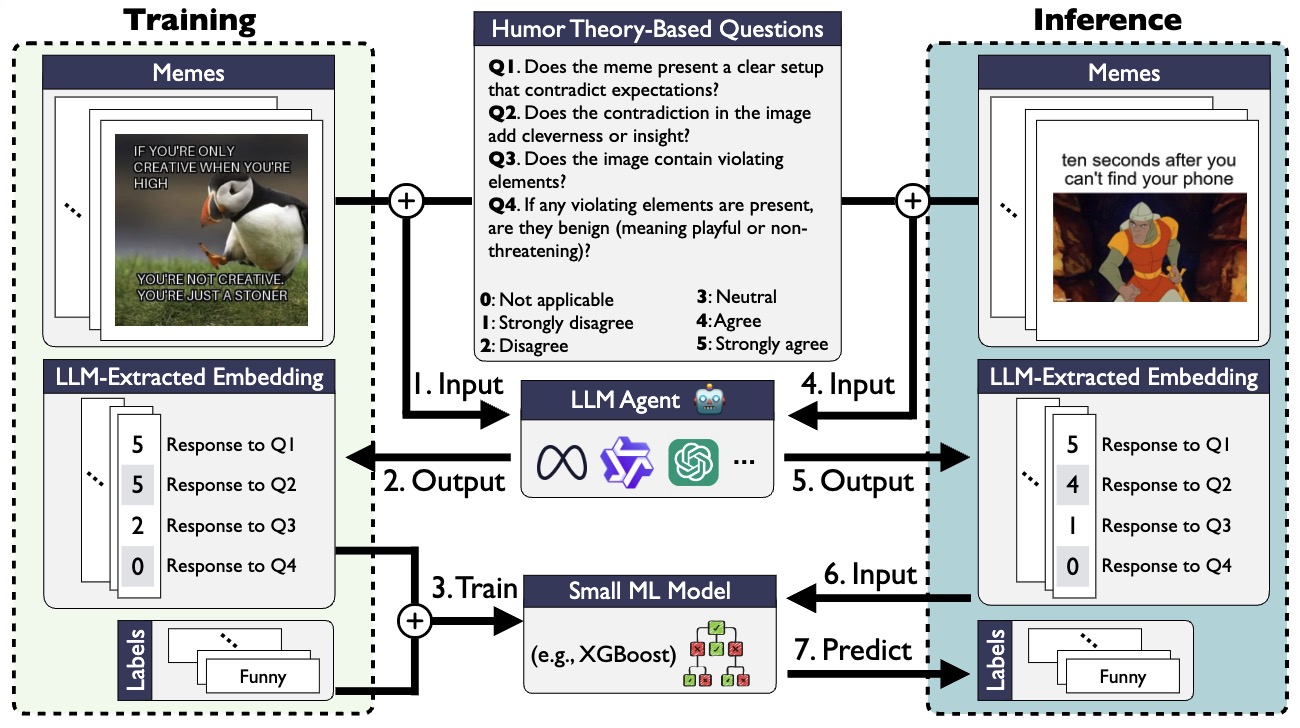 Training
Inference
Memes
IF YOU'RE ONLY
CREATIVE WHEN YOU'RE
HIGH
YOU'RE NOT CREATIVE.
YOU'RE JUST A STONER
Humor Theory-Based Questions
Q1. Does the meme present a clear setup
that contradict expectations?
Q2. Does the contradiction in the image
add cleverness or insight?
Q3. Does the image contain violating
elements?
Q4. If any violating elements are present,
are they benign (meaning playful or non-
threatening)?
0: Not applicable
1: Strongly disagree
2: Disagree
3: Neutral
4: Agree
5: Strongly agree
Memes
ten seconds after you
can't find your phone
1. Input
4. Input
LLM Agent
...
2. Output
5. Output
LLM-Extracted Embedding
5 Response to Q1
5 Response to Q2
2 Response to Q3
0 Response to Q4
LLM-Extracted Embedding
5 Response to Q1
4 Response to Q2
1 Response to Q3
0 Response to Q4
3. Train
6. Input
Small ML Model
(e.g., XGBoost)
7. Predict
Labels
Funny
Labels
Funny